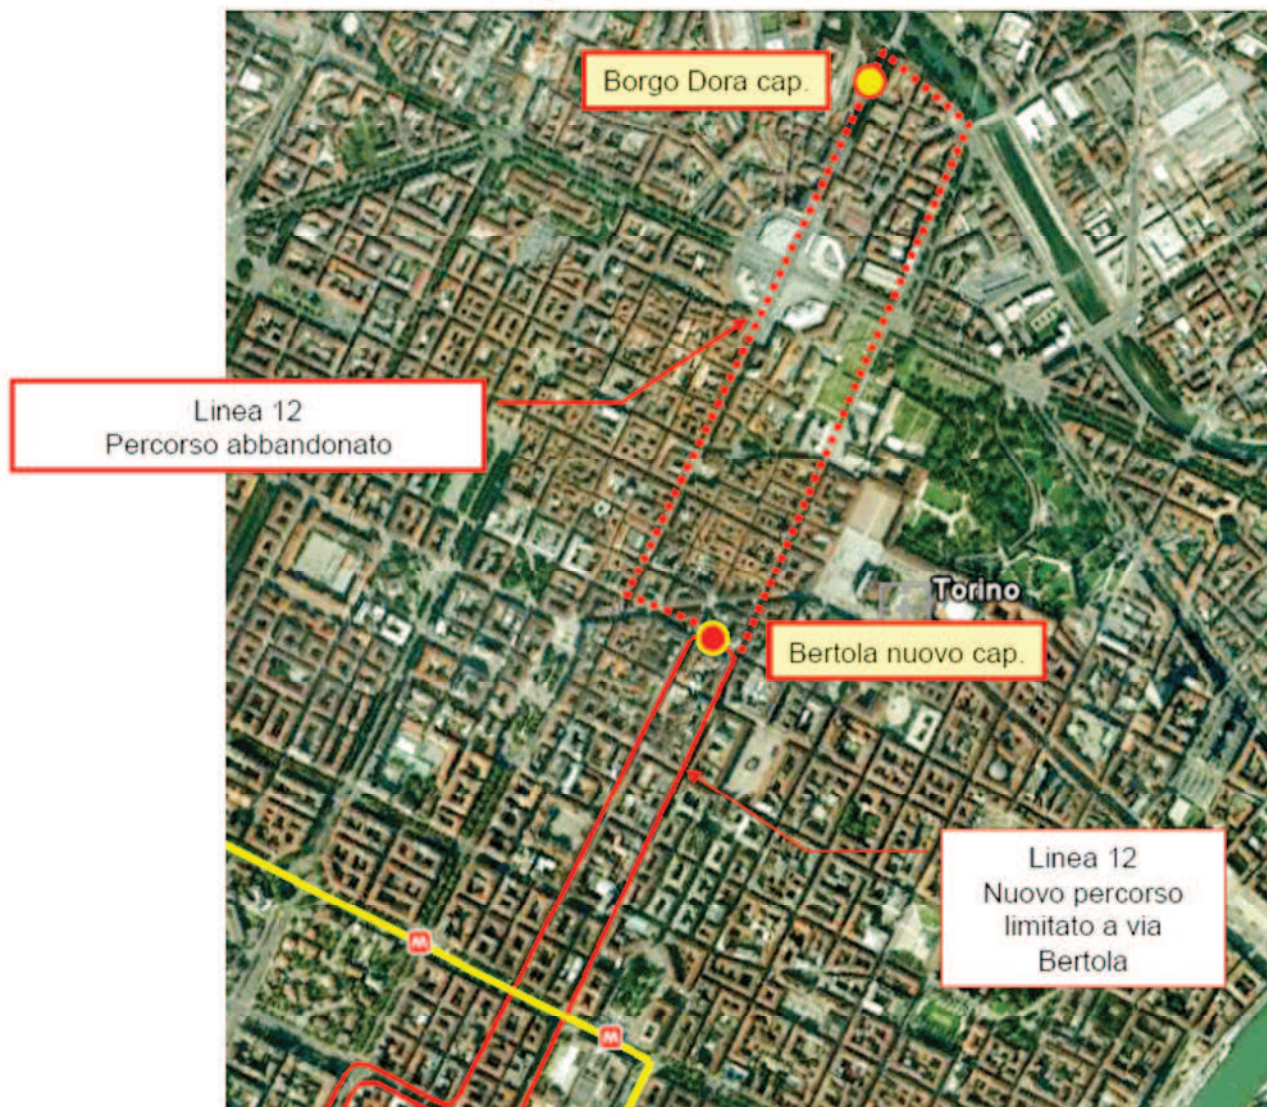 Borgo Dora cap.
Linea 12
Percorso abbandonato
Torino
Bertola nuovo cap.
Linea 12
Nuovo percorso
limitato a via
Bertola
M
M